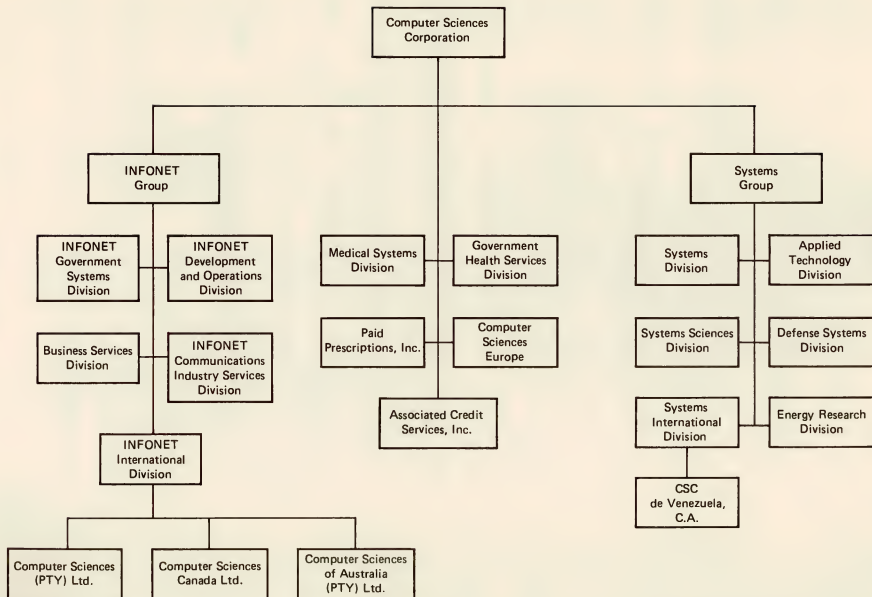 Computer Sciences
Corporation
INFONET
Group
Systems
Group
INFONET
Government
Systems
Division
INFONET
Development
and Operations
Division
Medical Systems
Division
Government
Health Services
Division
Systems
Division
Applied
Technology
Division
Business Services
Division
INFONET
Communications
Industry Services
Division
Paid
Prescriptions, Inc.
Computer
Sciences
Europe
Systems Sciences
Division
Defense Systems
Division
Associated Credit
Services, Inc.
Systems
International
Division
Energy Research
Division
INFONET
International
Division
CSC
de Venezuela,
C.A.
Computer Sciences
(PTY) Ltd.
Computer Sciences
Canada Ltd.
Computer Sciences
of Australia
(PTY) Ltd.